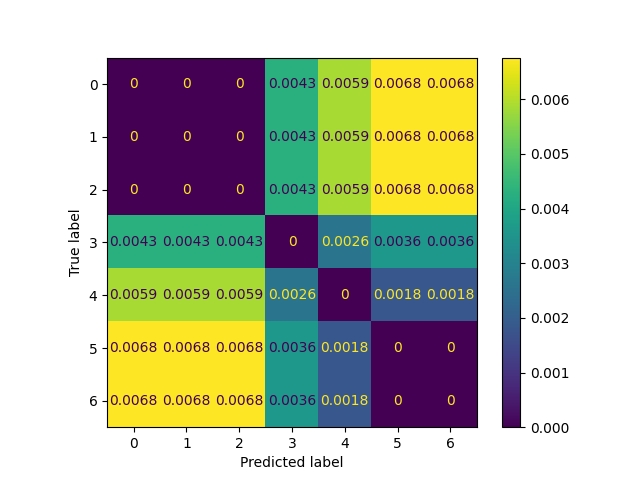 0 0 0 0 0.0043 0.0059 0.0068 0.0068
1 0 0 0 0.0043 0.0059 0.0068 0.0068
2 0 0 0 0.0043 0.0059 0.0068 0.0068
3 0.0043 0.0043 0.0043 0 0.0026 0.0036 0.0036
4 0.0059 0.0059 0.0059 0.0026 0 0.0018 0.0018
5 0.0068 0.0068 0.0068 0.0036 0.0018 0 0
6 0.0068 0.0068 0.0068 0.0036 0.0018 0 0
0 1 2 3 4 5 6
Predicted label
True label
0.006
0.005
0.004
0.003
0.002
0.001
0.000